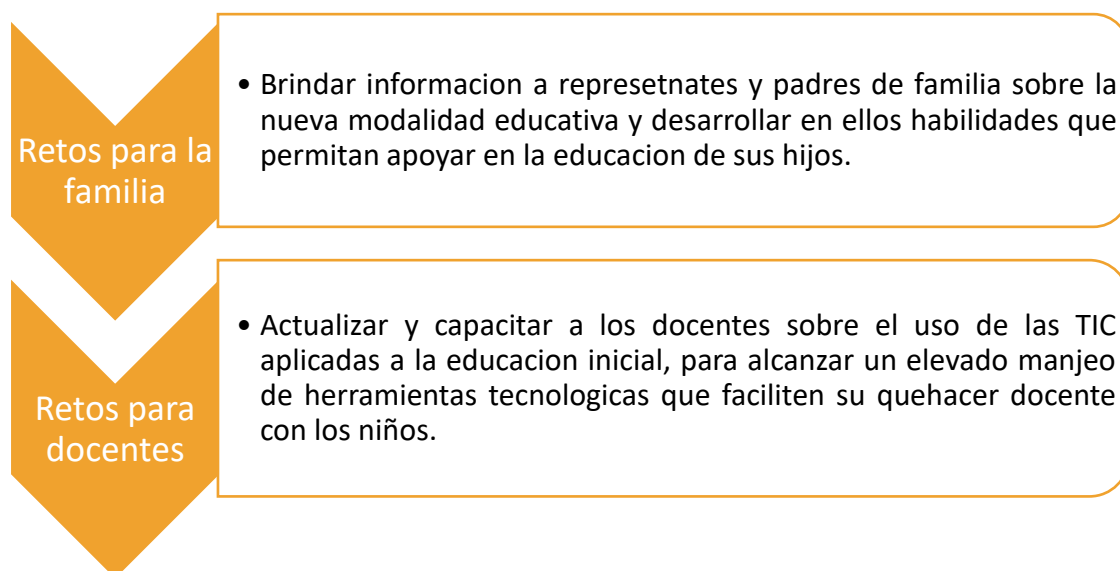 Retos para la
familia
• Brindar informacion a represetnates y padres de familia sobre la
nueva modalidad educativa y desarrollar en ellos habilidades que
permitan apoyar en la educacion de sus hijos.
Retos para
docentes
• Actualizar y capacitar a los docentes sobre el uso de las TIC
aplicadas a la educacion inicial, para alcanzar un elevado manjeo
de herramientas tecnologicas que faciliten su quehacer docente
con los niños.